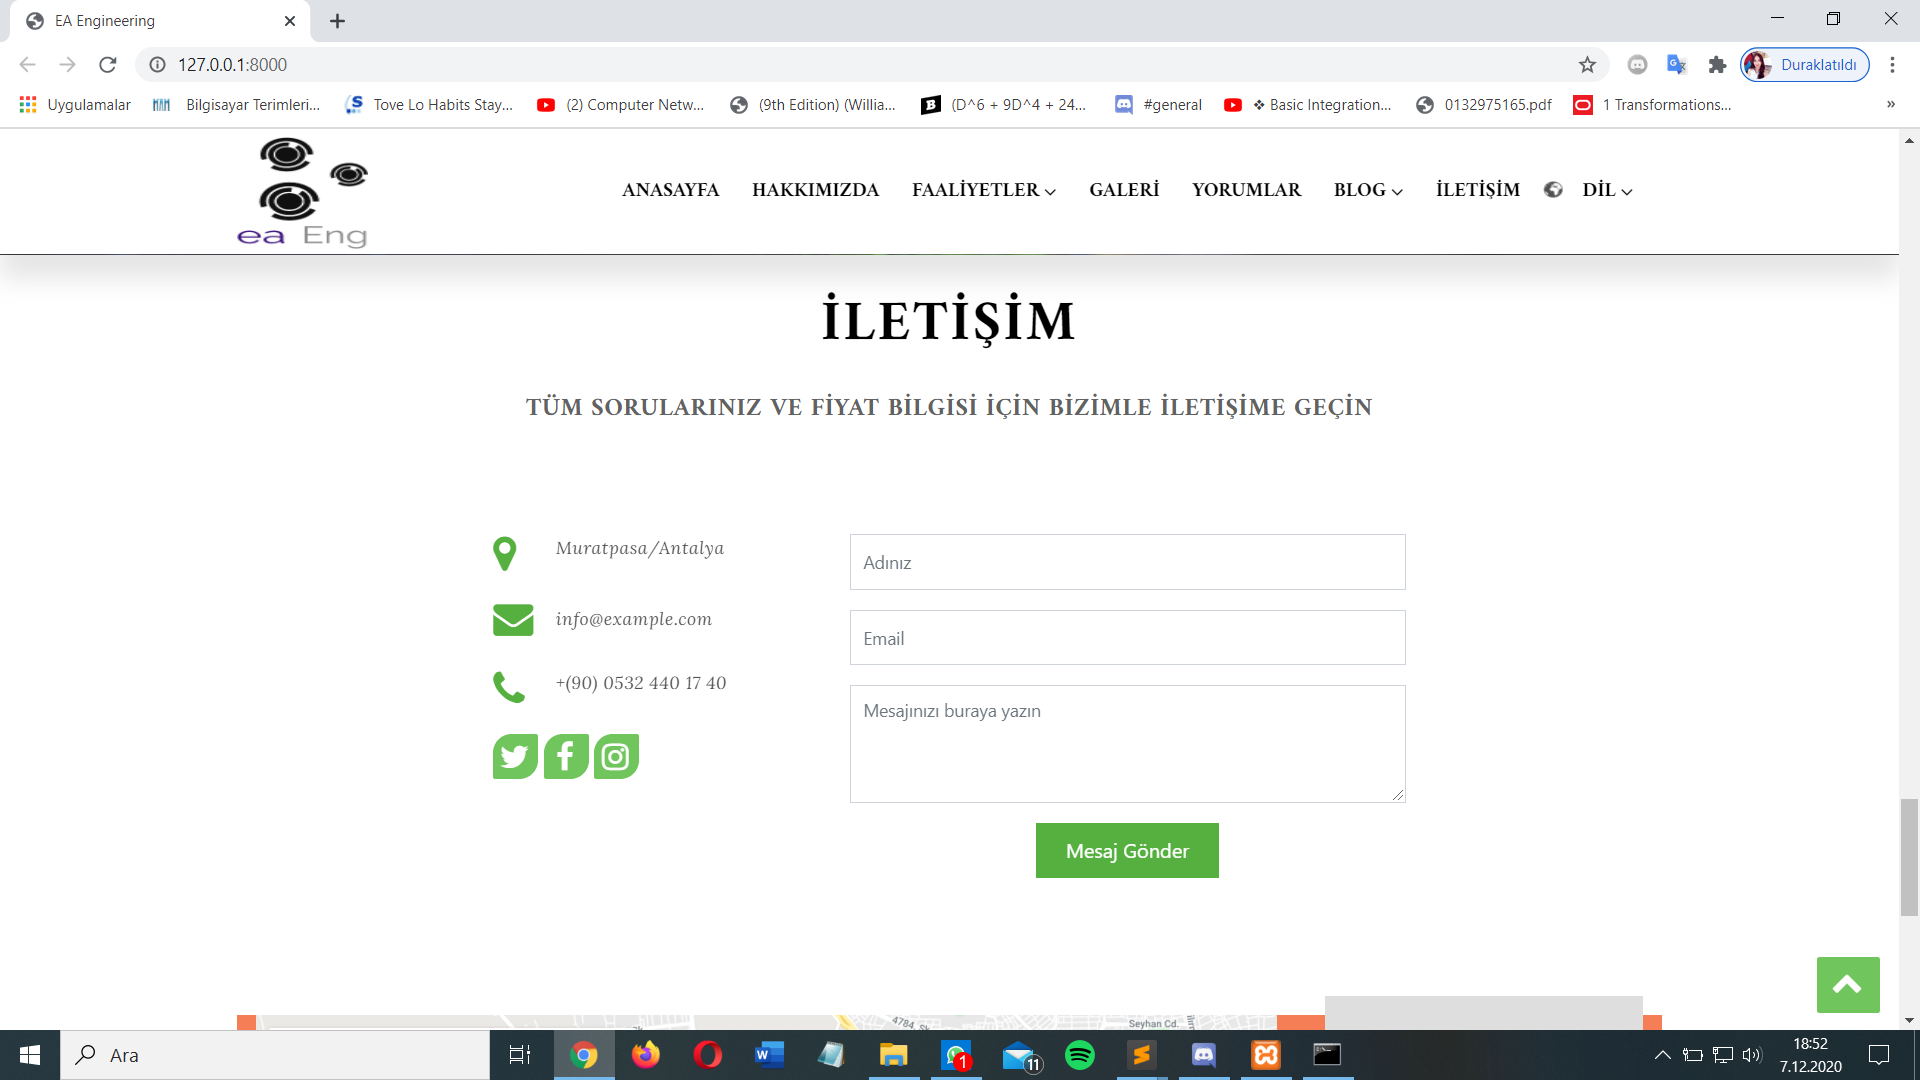 EA Engineering
127.0.0.1:8000
Duraklatıldı
Uygulamalar
Bilgisayar Terimleri...
Tove Lo Habits Stay...
(2) Computer Netw...
(9th Edition) (Willia...
(D^6 + 9D^4 + 24...
#general
❖ Basic Integration...
0132975165.pdf
1 Transformations...
»
ea Eng
ANASAYFA
HAKKIMIZDA
FAALİYETLER
GALERİ
YORUMLAR
BLOG
İLETİŞİM
DİL
İLETİŞİM
TÜM SORULARINIZ VE FİYAT BİLGİSİ İÇİN BİZİMLE İLETİŞİME GEÇİN
Muratpasa/Antalya
info@example.com
+(90) 0532 440 17 40
Adınız
Email
Mesajınızı buraya yazın
Mesaj Gönder
4784. Sk
Seyhan Cd.
Ara
1
11
18:52
7.12.2020